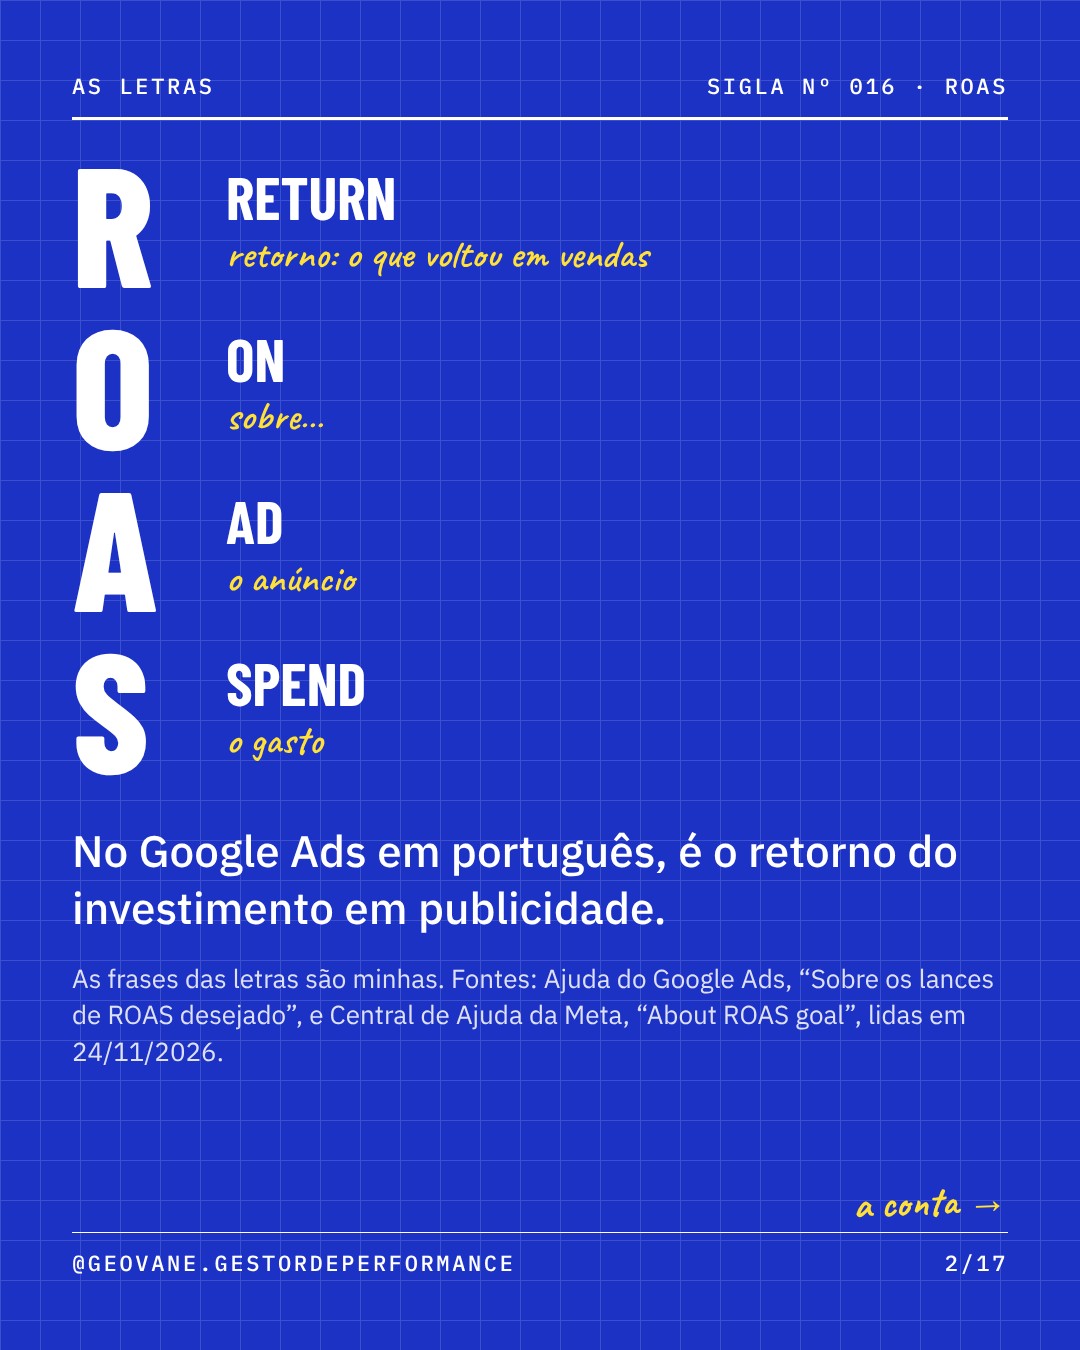 AS LETRAS
SIGLA Nº 016 · ROAS
R
RETURN
retorno: o que voltou em vendas
O
ON
sobre...
A
AD
o anúncio
S
SPEND
o gasto
No Google Ads em português, é o retorno do
investimento em publicidade.
As frases das letras são minhas. Fontes: Ajuda do Google Ads, “Sobre os lances
de ROAS desejado”, e Central de Ajuda da Meta, “About ROAS goal”, lidas em
24/11/2026.
a conta →
@GEOVANE.GESTORDEPERFORMANCE
2/17